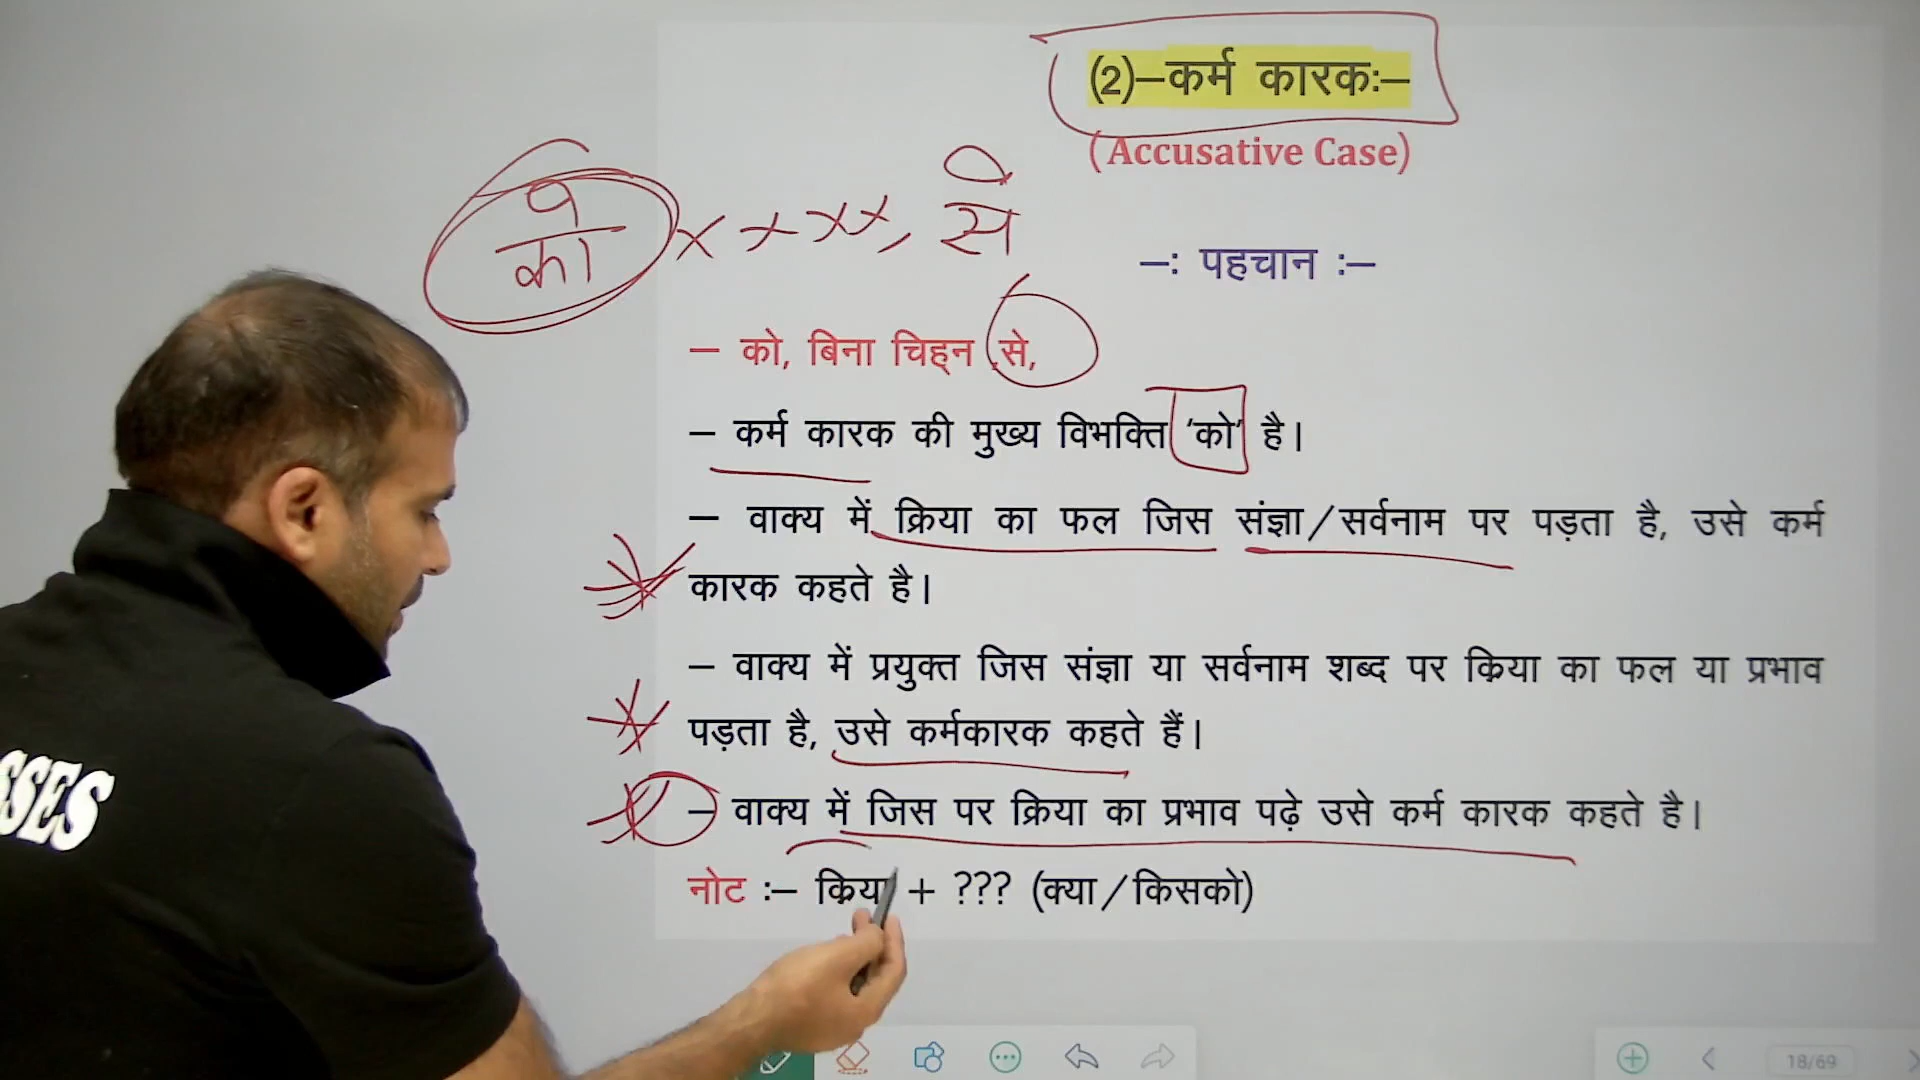 (2)–कर्म कारकः–
(Accusative Case)
को × × × ×, से
–: पहचान :–
– को, बिना चिह्न ,से,
– कर्म कारक की मुख्य विभक्ति 'को' है।
– वाक्य में क्रिया का फल जिस संज्ञा/सर्वनाम पर पड़ता है, उसे कर्म
कारक कहते है।
– वाक्य में प्रयुक्त जिस संज्ञा या सर्वनाम शब्द पर क्रिया का फल या प्रभाव
पड़ता है, उसे कर्मकारक कहते हैं।
– वाक्य में जिस पर क्रिया का प्रभाव पढ़े उसे कर्म कारक कहते है।
नोट :– क्रिया + ??? (क्या/किसको)
SSES
18/69